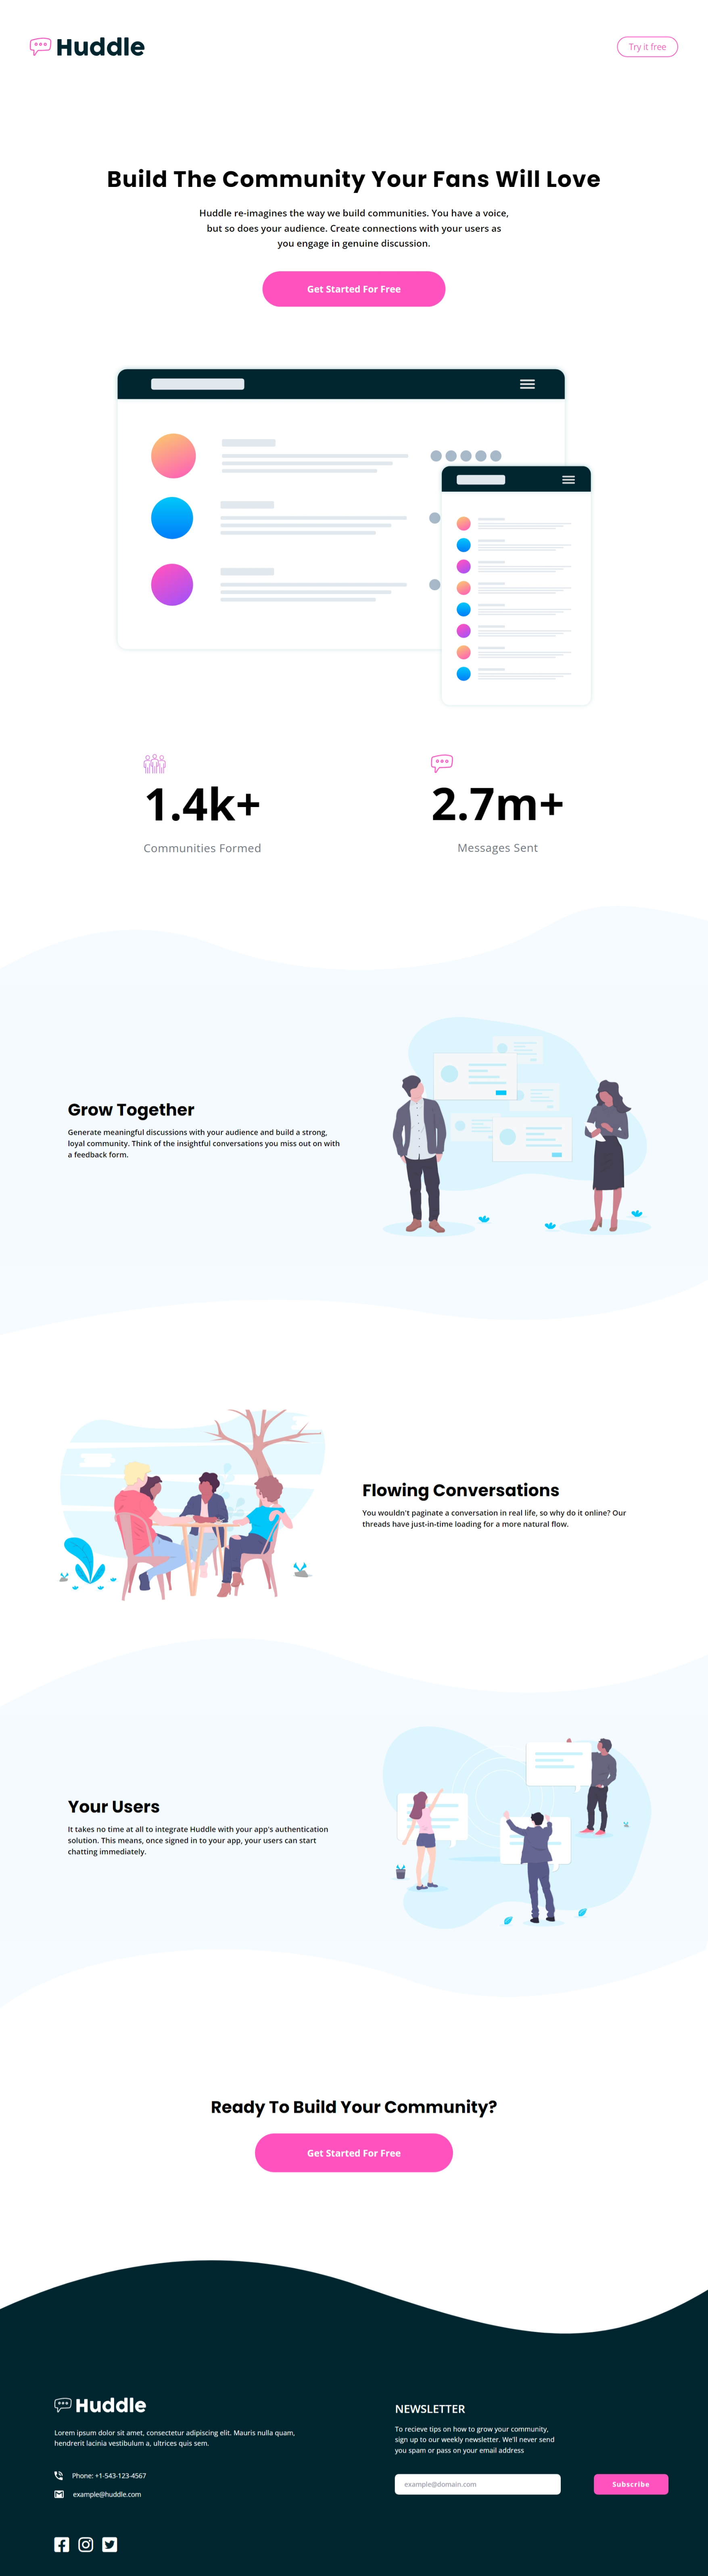 Huddle
Try it free
Build The Community Your Fans Will Love
Huddle re-imagines the way we build communities. You have a voice,
but so does your audience. Create connections with your users as
you engage in genuine discussion.
Get Started For Free
1.4k+
Communities Formed
2.7m+
Messages Sent
Grow Together
Generate meaningful discussions with your audience and build a strong,
loyal community. Think of the insightful conversations you miss out on with
a feedback form.
Flowing Conversations
You wouldn't paginate a conversation in real life, so why do it online? Our
threads have just-in-time loading for a more natural flow.
Your Users
It takes no time at all to integrate Huddle with your app's authentication
solution. This means, once signed in to your app, your users can start
chatting immediately.
Ready To Build Your Community?
Get Started For Free
Huddle
Lorem ipsum dolor sit amet, consectetur adipiscing elit. Mauris nulla quam,
hendrerit lacinia vestibulum a, ultrices quis sem.
Phone: +1-543-123-4567
example@huddle.com
NEWSLETTER
To recieve tips on how to grow your community,
sign up to our weekly newsletter. We'll never send
you spam or pass on your email address
example@domain.com
Subscribe